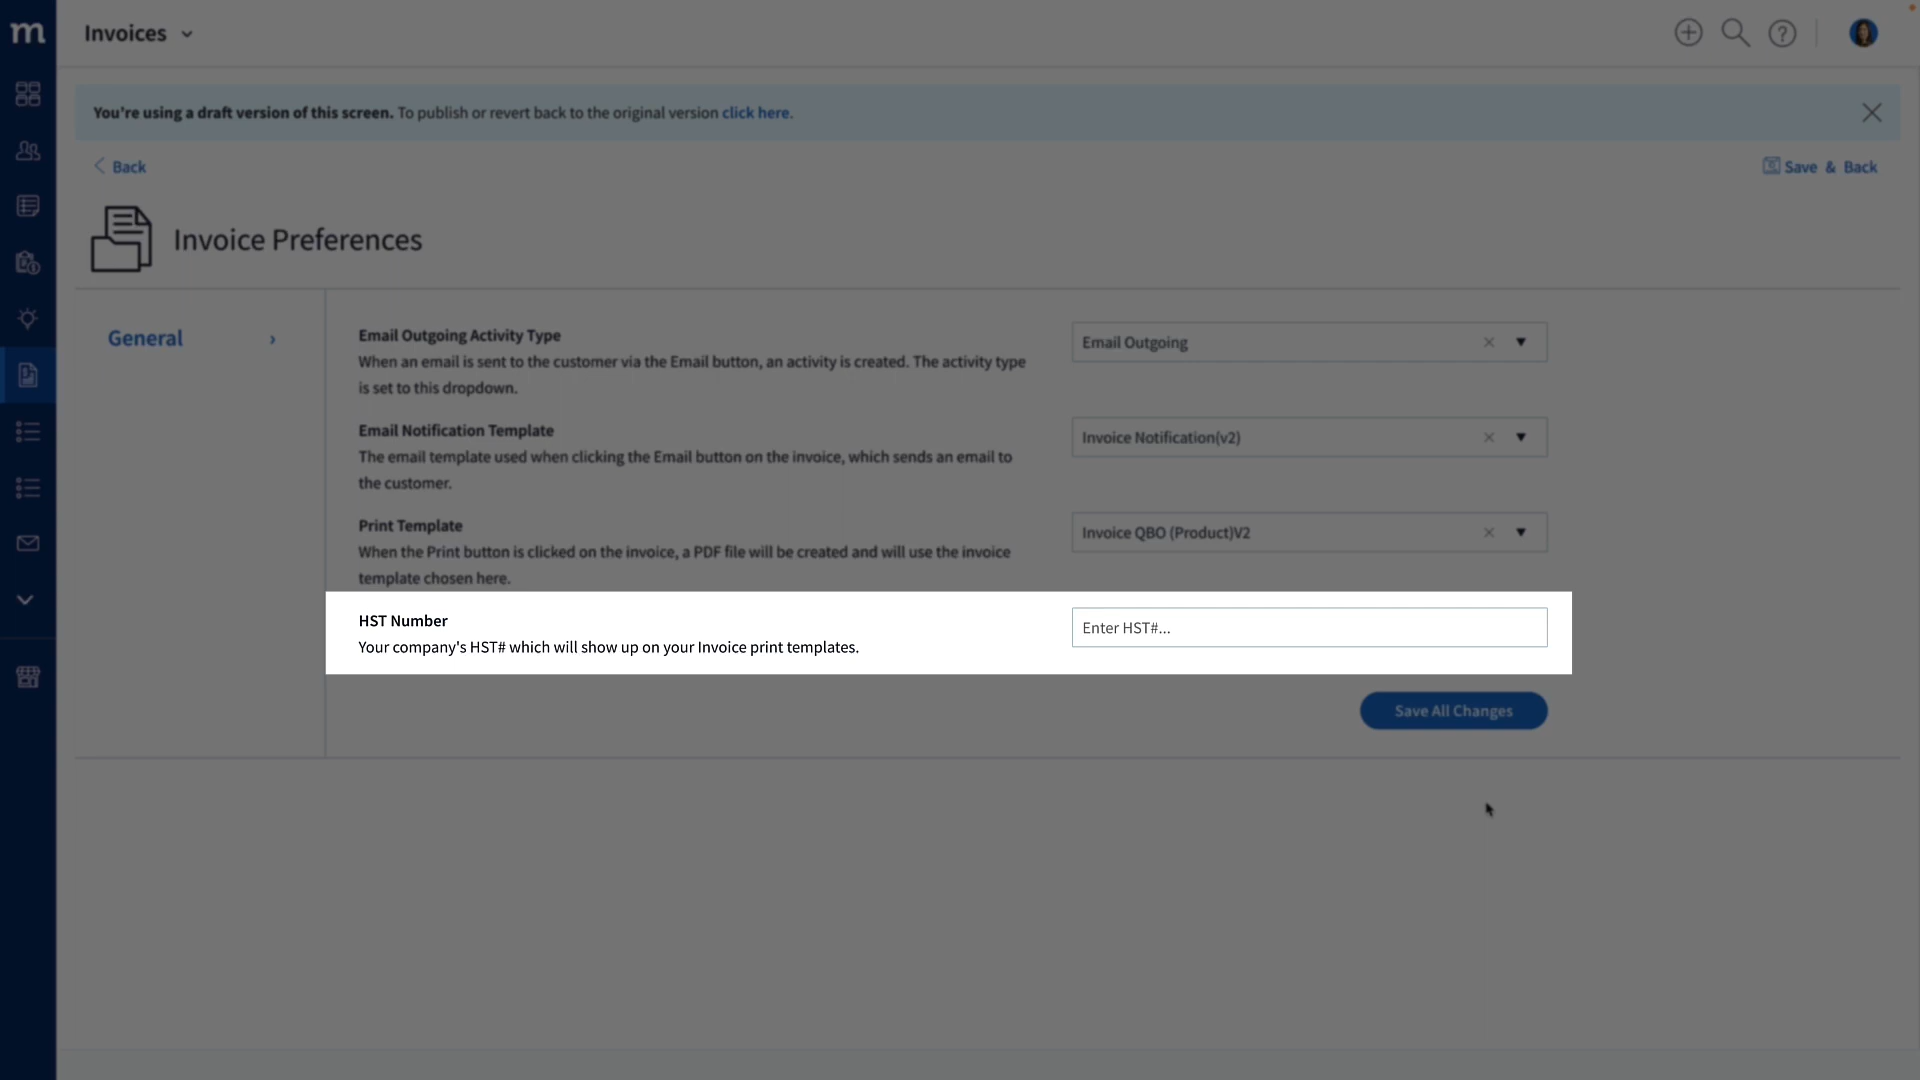 m
Invoices
You're using a draft version of this screen. To publish or revert back to the original version click here.
Back
Save & Back
Invoice Preferences
General
Email Outgoing Activity Type
When an email is sent to the customer via the Email button, an activity is created. The activity type
is set to this dropdown.
Email Outgoing
Email Notification Template
The email template used when clicking the Email button on the invoice, which sends an email to
the customer.
Invoice Notification(v2)
Print Template
When the Print button is clicked on the invoice, a PDF file will be created and will use the invoice
template chosen here.
Invoice QBO (Product)V2
HST Number
Your company's HST# which will show up on your Invoice print templates.
Enter HST#...
Save All Changes